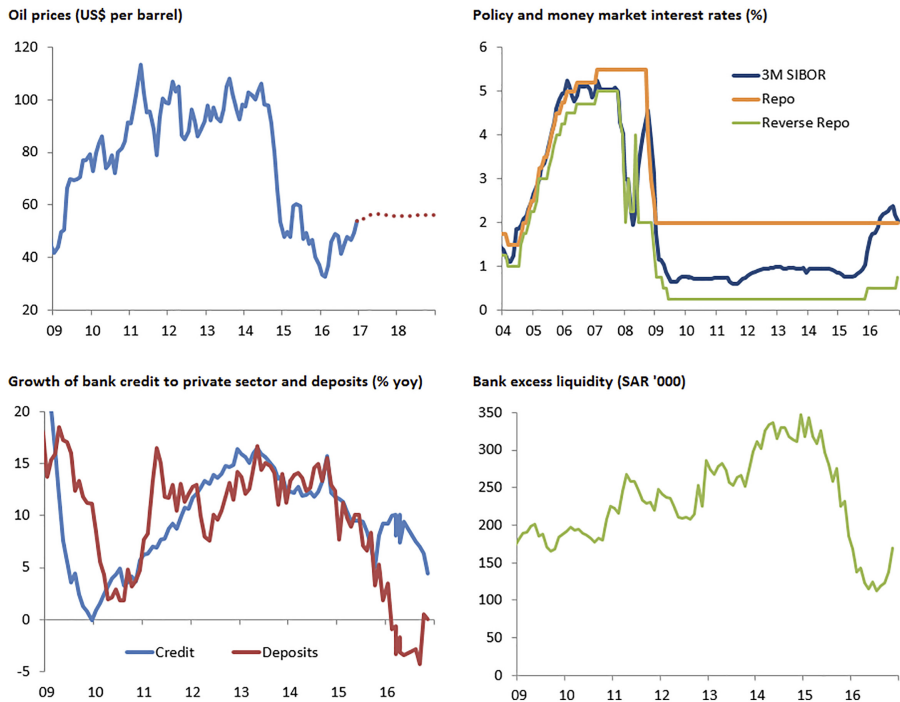 Oil prices (US$ per barrel)
120
100
80
60
40
20
09 10 11 12 13 14 15 16 17 18
Policy and money market interest rates (%)
6
5
4
3
2
1
0
3M SIBOR
Repo
Reverse Repo
04 05 06 07 08 09 10 11 12 13 14 15 16
Growth of bank credit to private sector and deposits (% yoy)
20
15
10
5
0
-5
Credit Deposits
09 10 11 12 13 14 15 16
Bank excess liquidity (SAR '000)
350
300
250
200
150
100
50
0
09 10 11 12 13 14 15 16